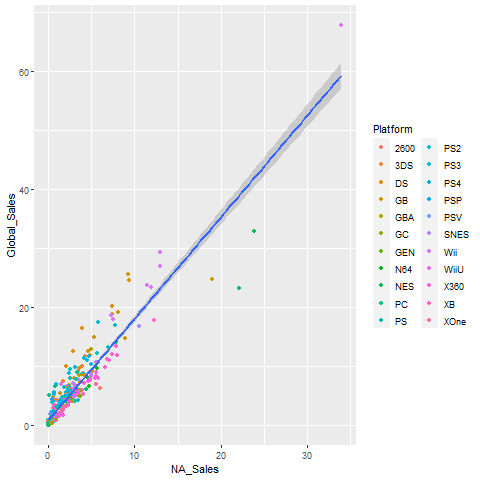 60
40
20
0
Global_Sales
0 10 20 30
NA_Sales
Platform
2600 PS2
3DS PS3
DS PS4
GB PSP
GBA PSV
GC SNES
GEN Wii
N64 WiiU
NES X360
PC XB
PS XOne